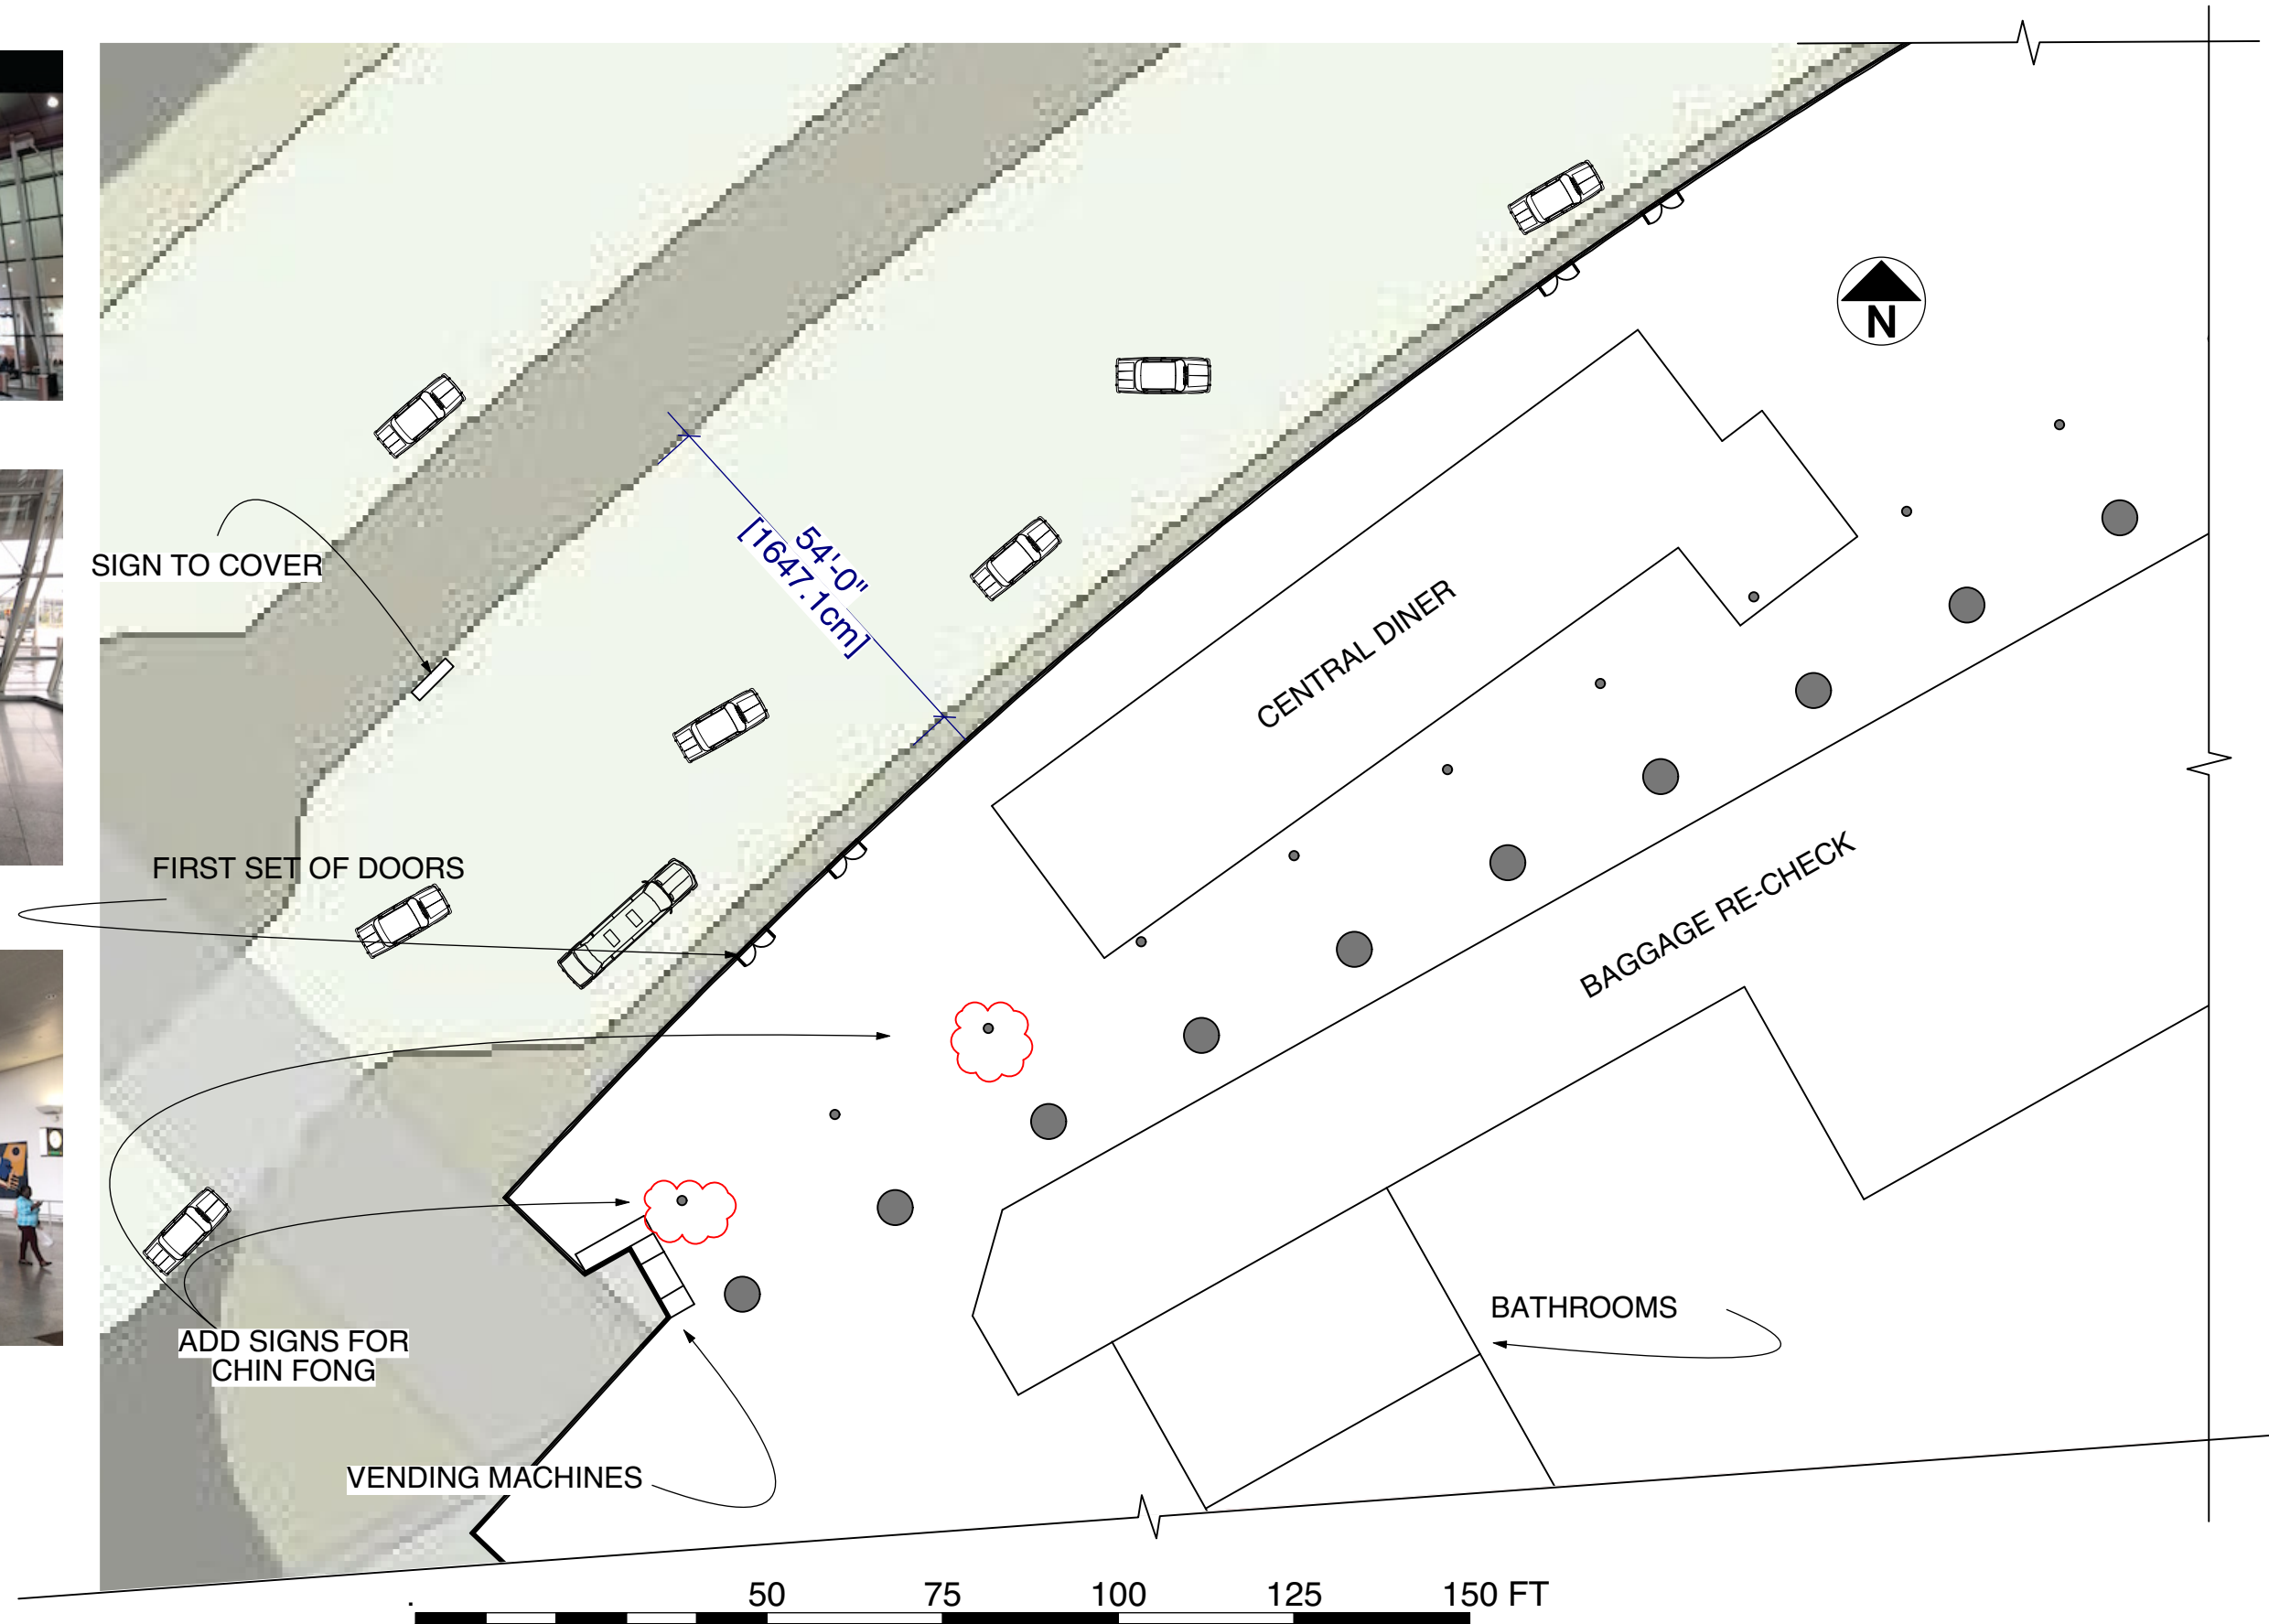 N
SIGN TO COVER
54'-0"
[1647.1cm]
CENTRAL DINER
FIRST SET OF DOORS
BAGGAGE RE-CHECK
BATHROOMS
ADD SIGNS FOR
CHIN FONG
VENDING MACHINES
50 75 100 125 150 FT